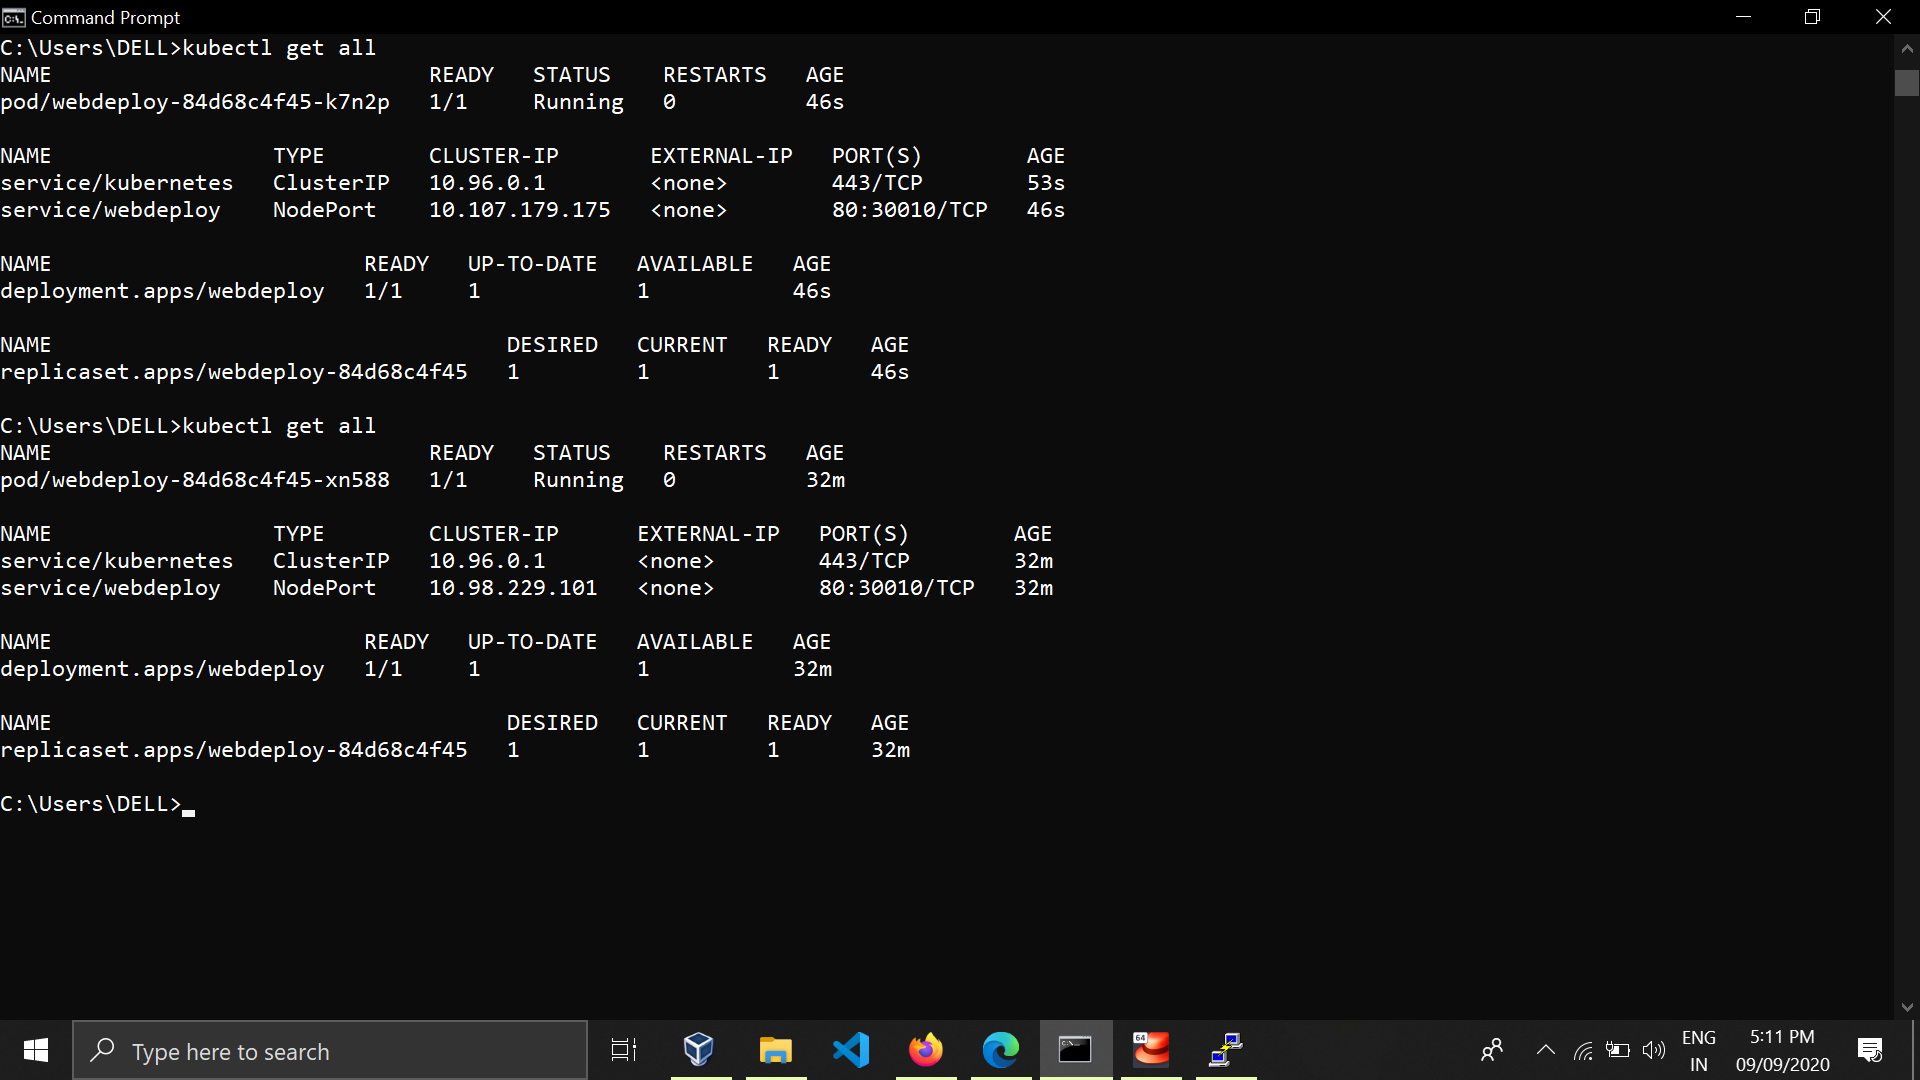 Command Prompt
C:\Users\DELL>kubectl get all
NAME READY STATUS RESTARTS AGE
pod/webdeploy-84d68c4f45-k7n2p 1/1 Running 0 46s
NAME TYPE CLUSTER-IP EXTERNAL-IP PORT(S) AGE
service/kubernetes ClusterIP 10.96.0.1 <none> 443/TCP 53s
service/webdeploy NodePort 10.107.179.175 <none> 80:30010/TCP 46s
NAME READY UP-TO-DATE AVAILABLE AGE
deployment.apps/webdeploy 1/1 1 1 46s
NAME DESIRED CURRENT READY AGE
replicaset.apps/webdeploy-84d68c4f45 1 1 1 46s
C:\Users\DELL>kubectl get all
NAME READY STATUS RESTARTS AGE
pod/webdeploy-84d68c4f45-xn588 1/1 Running 0 32m
NAME TYPE CLUSTER-IP EXTERNAL-IP PORT(S) AGE
service/kubernetes ClusterIP 10.96.0.1 <none> 443/TCP 32m
service/webdeploy NodePort 10.98.229.101 <none> 80:30010/TCP 32m
NAME READY UP-TO-DATE AVAILABLE AGE
deployment.apps/webdeploy 1/1 1 1 32m
NAME DESIRED CURRENT READY AGE
replicaset.apps/webdeploy-84d68c4f45 1 1 1 32m
C:\Users\DELL>
Type here to search
64
ENG
IN
5:11 PM
09/09/2020